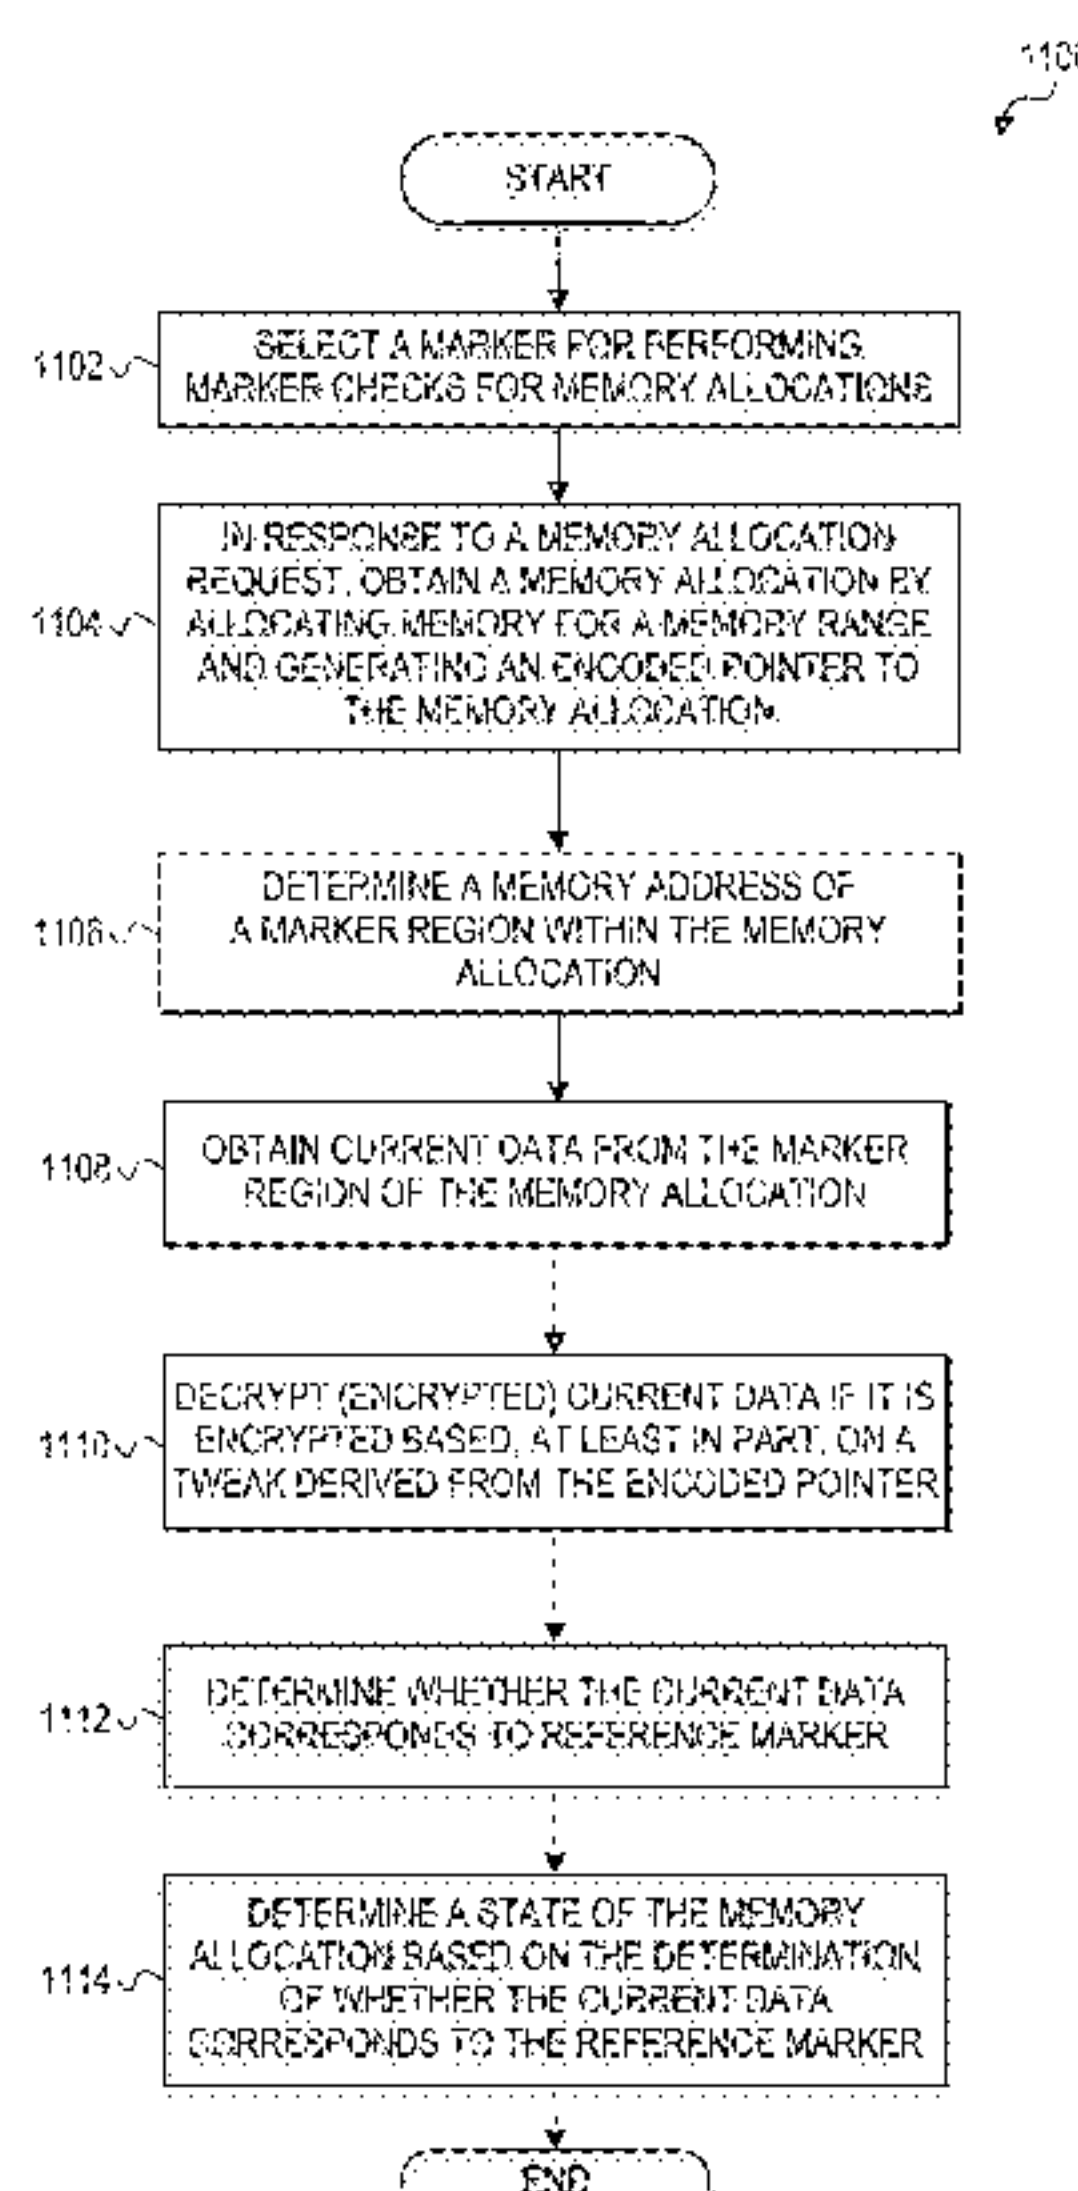 1100
START
1102
SELECT A MARKER FOR PERFORMING
MARKER CHECKS FOR MEMORY ALLOCATIONS
1104
IN RESPONSE TO A MEMORY ALLOCATION
REQUEST, OBTAIN A MEMORY ALLOCATION BY
ALLOCATING MEMORY FOR A MEMORY RANGE
AND GENERATING AN ENCODED POINTER TO
THE MEMORY ALLOCATION
1106
DETERMINE A MEMORY ADDRESS OF
A MARKER REGION WITHIN THE MEMORY
ALLOCATION
1108
OBTAIN CURRENT DATA FROM THE MARKER
REGION OF THE MEMORY ALLOCATION
1110
DECRYPT (ENCRYPTED) CURRENT DATA IF IT IS
ENCRYPTED BASED, AT LEAST IN PART, ON A
TWEAK DERIVED FROM THE ENCODED POINTER
1112
DETERMINE WHETHER THE CURRENT DATA
CORRESPONDS TO REFERENCE MARKER
1114
DETERMINE A STATE OF THE MEMORY
ALLOCATION BASED ON THE DETERMINATION
OF WHETHER THE CURRENT DATA
CORRESPONDS TO THE REFERENCE MARKER
END